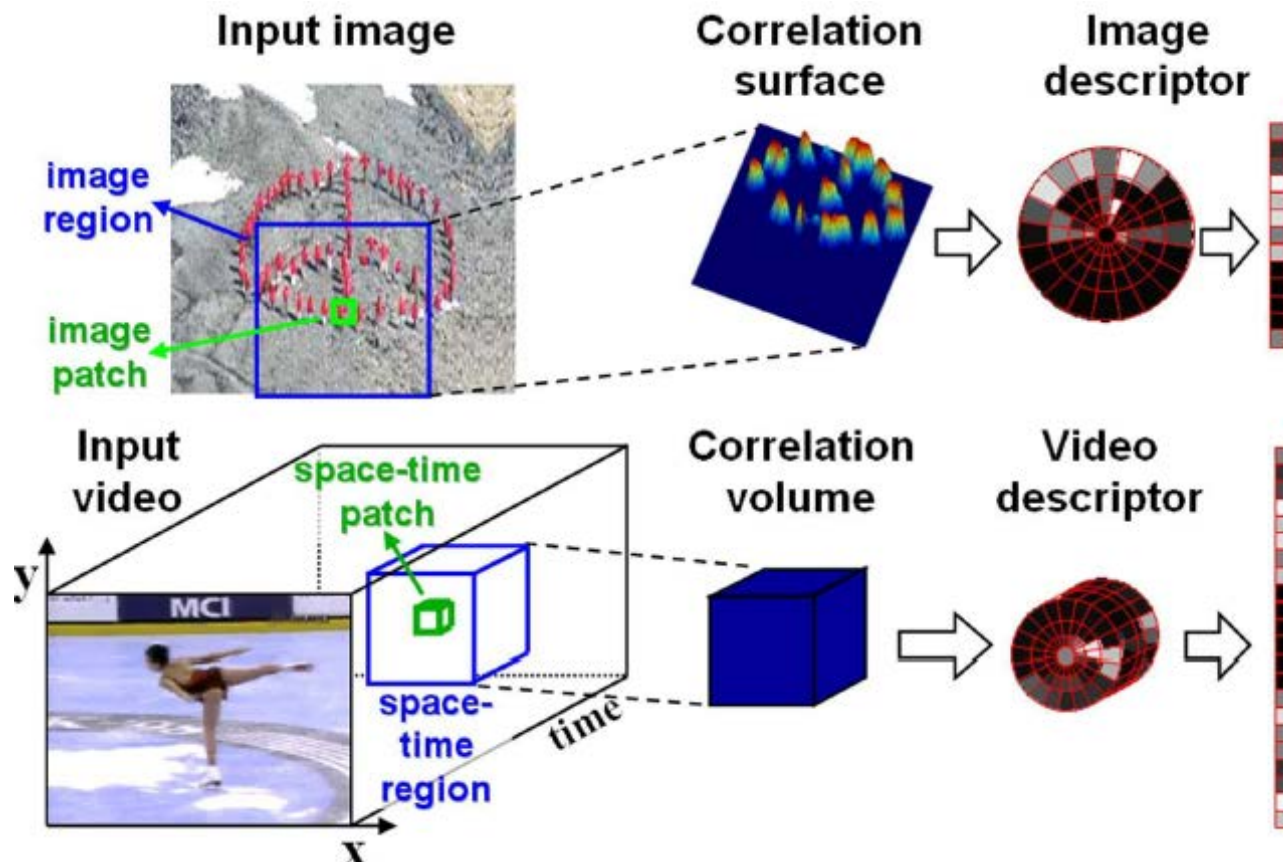 Input image
Correlation
surface
Image
descriptor
image
region
image
patch
Input
video
space-time
patch
Correlation
volume
Video
descriptor
y
MCI
space-
time
region
time
x